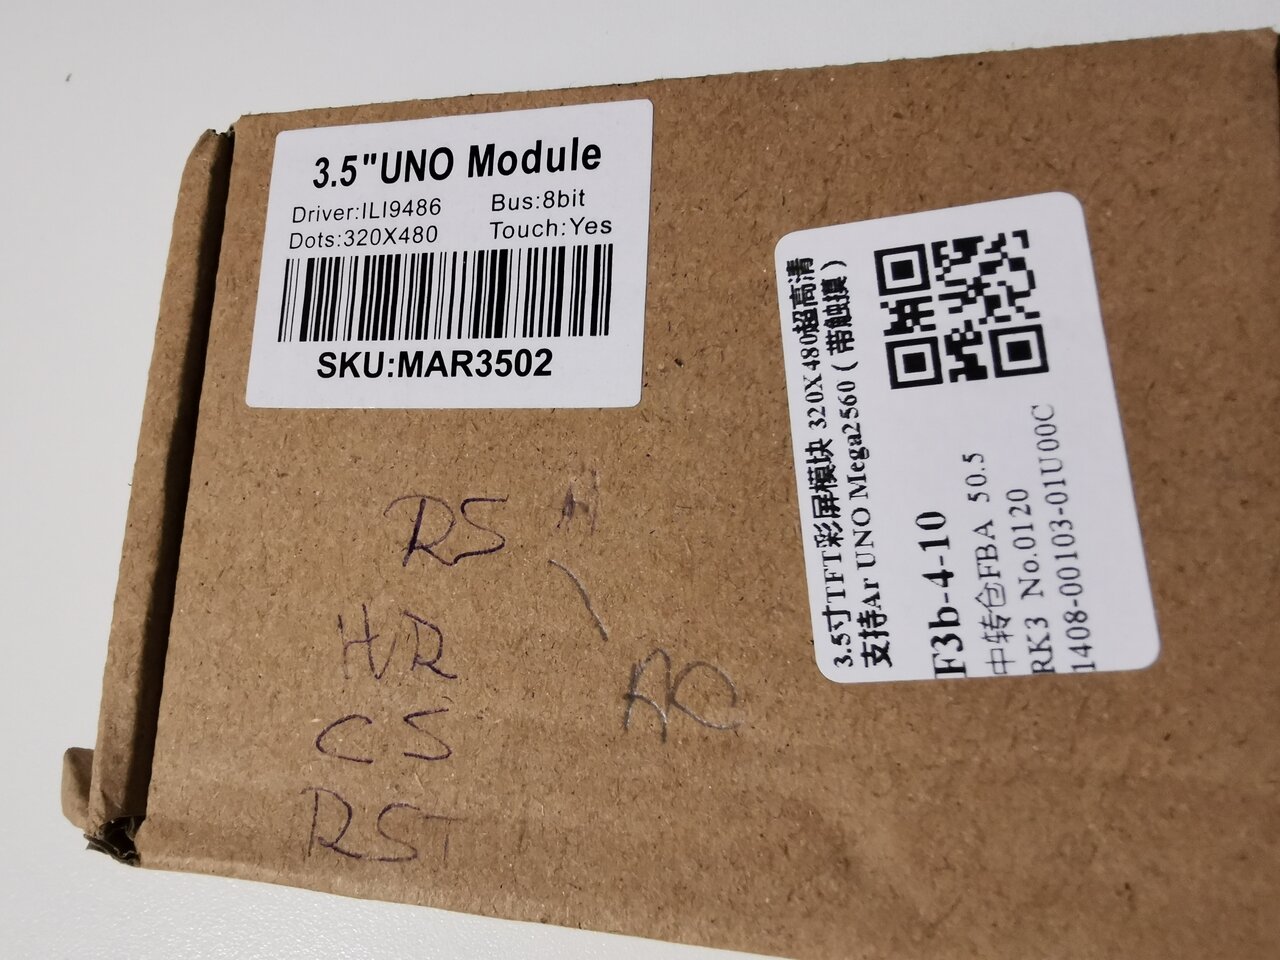 3.5"UNO Module
Driver:ILI9486 Bus:8bit
Dots:320X480 Touch:Yes
SKU:MAR3502
3.5寸TFT彩屏模块 320X480超高清
支持Ar UNO Mega2560（带触摸）
F3b-4-10
中转仓FBA 50.5
RK3 No.0120
1408-00103-01U00C
RS
WR
CS
RST